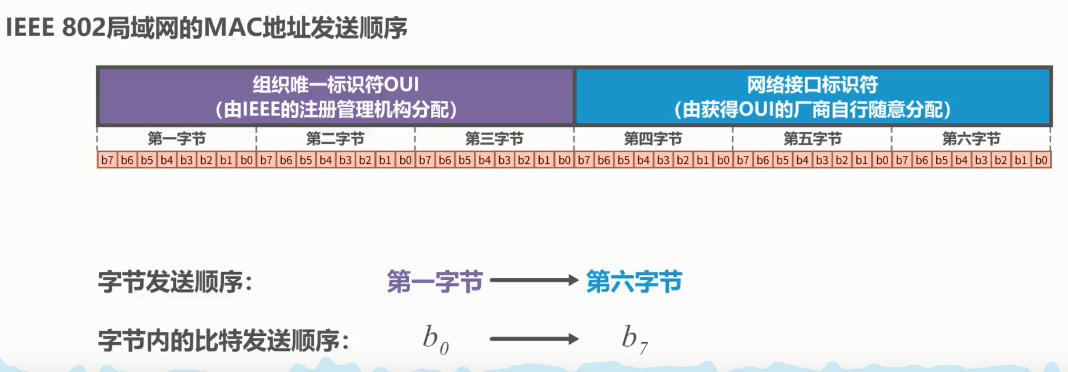 IEEE 802局域网的MAC地址发送顺序
组织唯一标识符OUI
（由IEEE的注册管理机构分配）
网络接口标识符
（由获得OUI的厂商自行随意分配）
第一字节 第二字节 第三字节 第四字节 第五字节 第六字节
b7 b6 b5 b4 b3 b2 b1 b0 b7 b6 b5 b4 b3 b2 b1 b0 b7 b6 b5 b4 b3 b2 b1 b0 b7 b6 b5 b4 b3 b2 b1 b0 b7 b6 b5 b4 b3 b2 b1 b0 b7 b6 b5 b4 b3 b2 b1 b0
字节发送顺序： 第一字节 第六字节
字节内的比特发送顺序： b0 b7